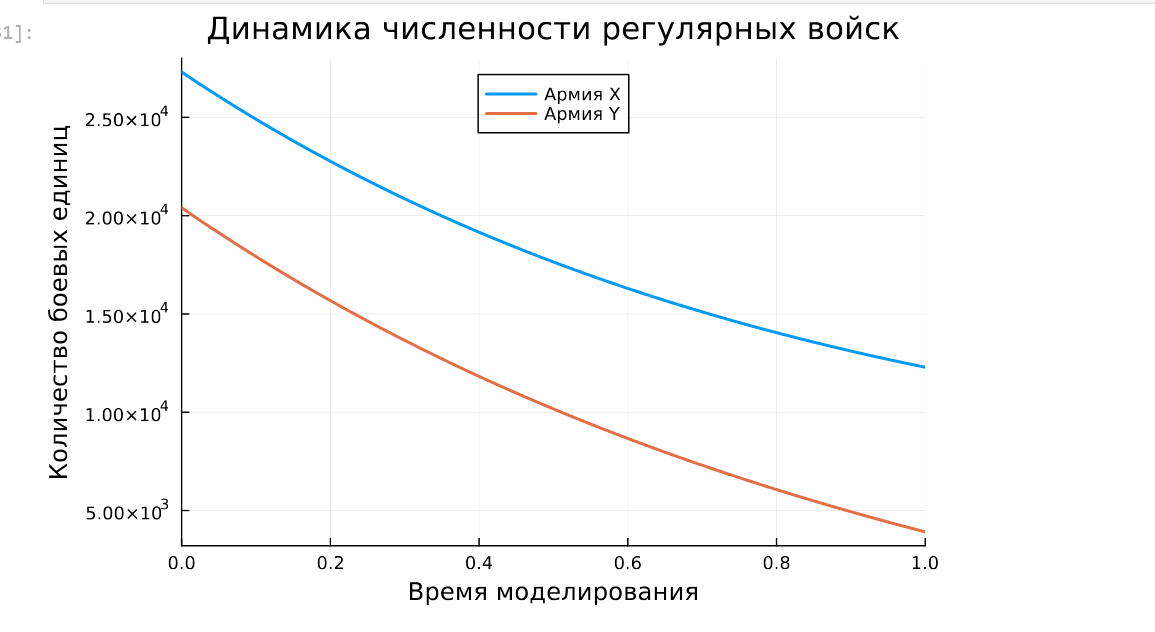 31]:
Динамика численности регулярных войск
Армия X
Армия Y
Количество боевых единиц
2.50×10⁴
2.00×10⁴
1.50×10⁴
1.00×10⁴
5.00×10³
0.0 0.2 0.4 0.6 0.8 1.0
Время моделирования